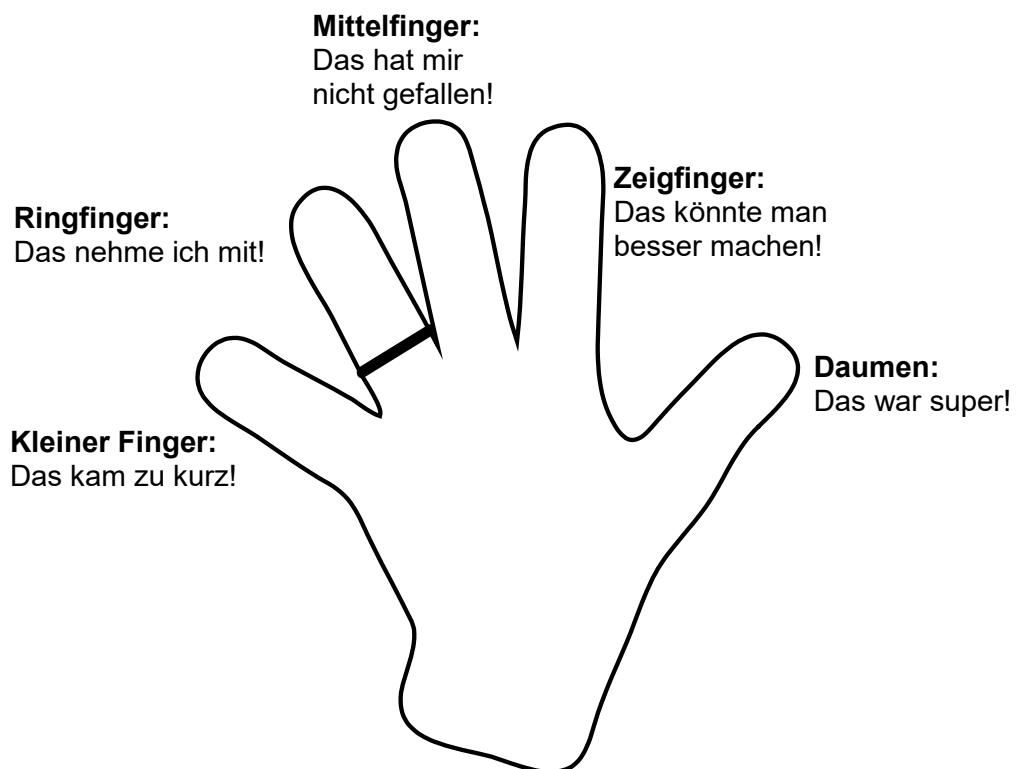 Mittelfinger:
Das hat mir
nicht gefallen!
Zeigfinger:
Das könnte man
besser machen!
Ringfinger:
Das nehme ich mit!
Daumen:
Das war super!
Kleiner Finger:
Das kam zu kurz!